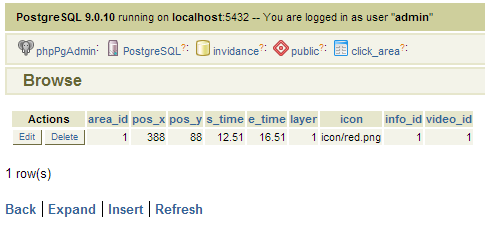 PostgreSQL 9.0.10 running on localhost:5432 -- You are logged in as user "admin"
phpPgAdmin: PostgreSQL?: invidance?: public?: click_area?:
Browse
Actions area_id pos_x pos_y s_time e_time layer icon info_id video_id
Edit Delete 1 388 88 12.51 16.51 1 icon/red.png 1 1
1 row(s)
Back | Expand | Insert | Refresh